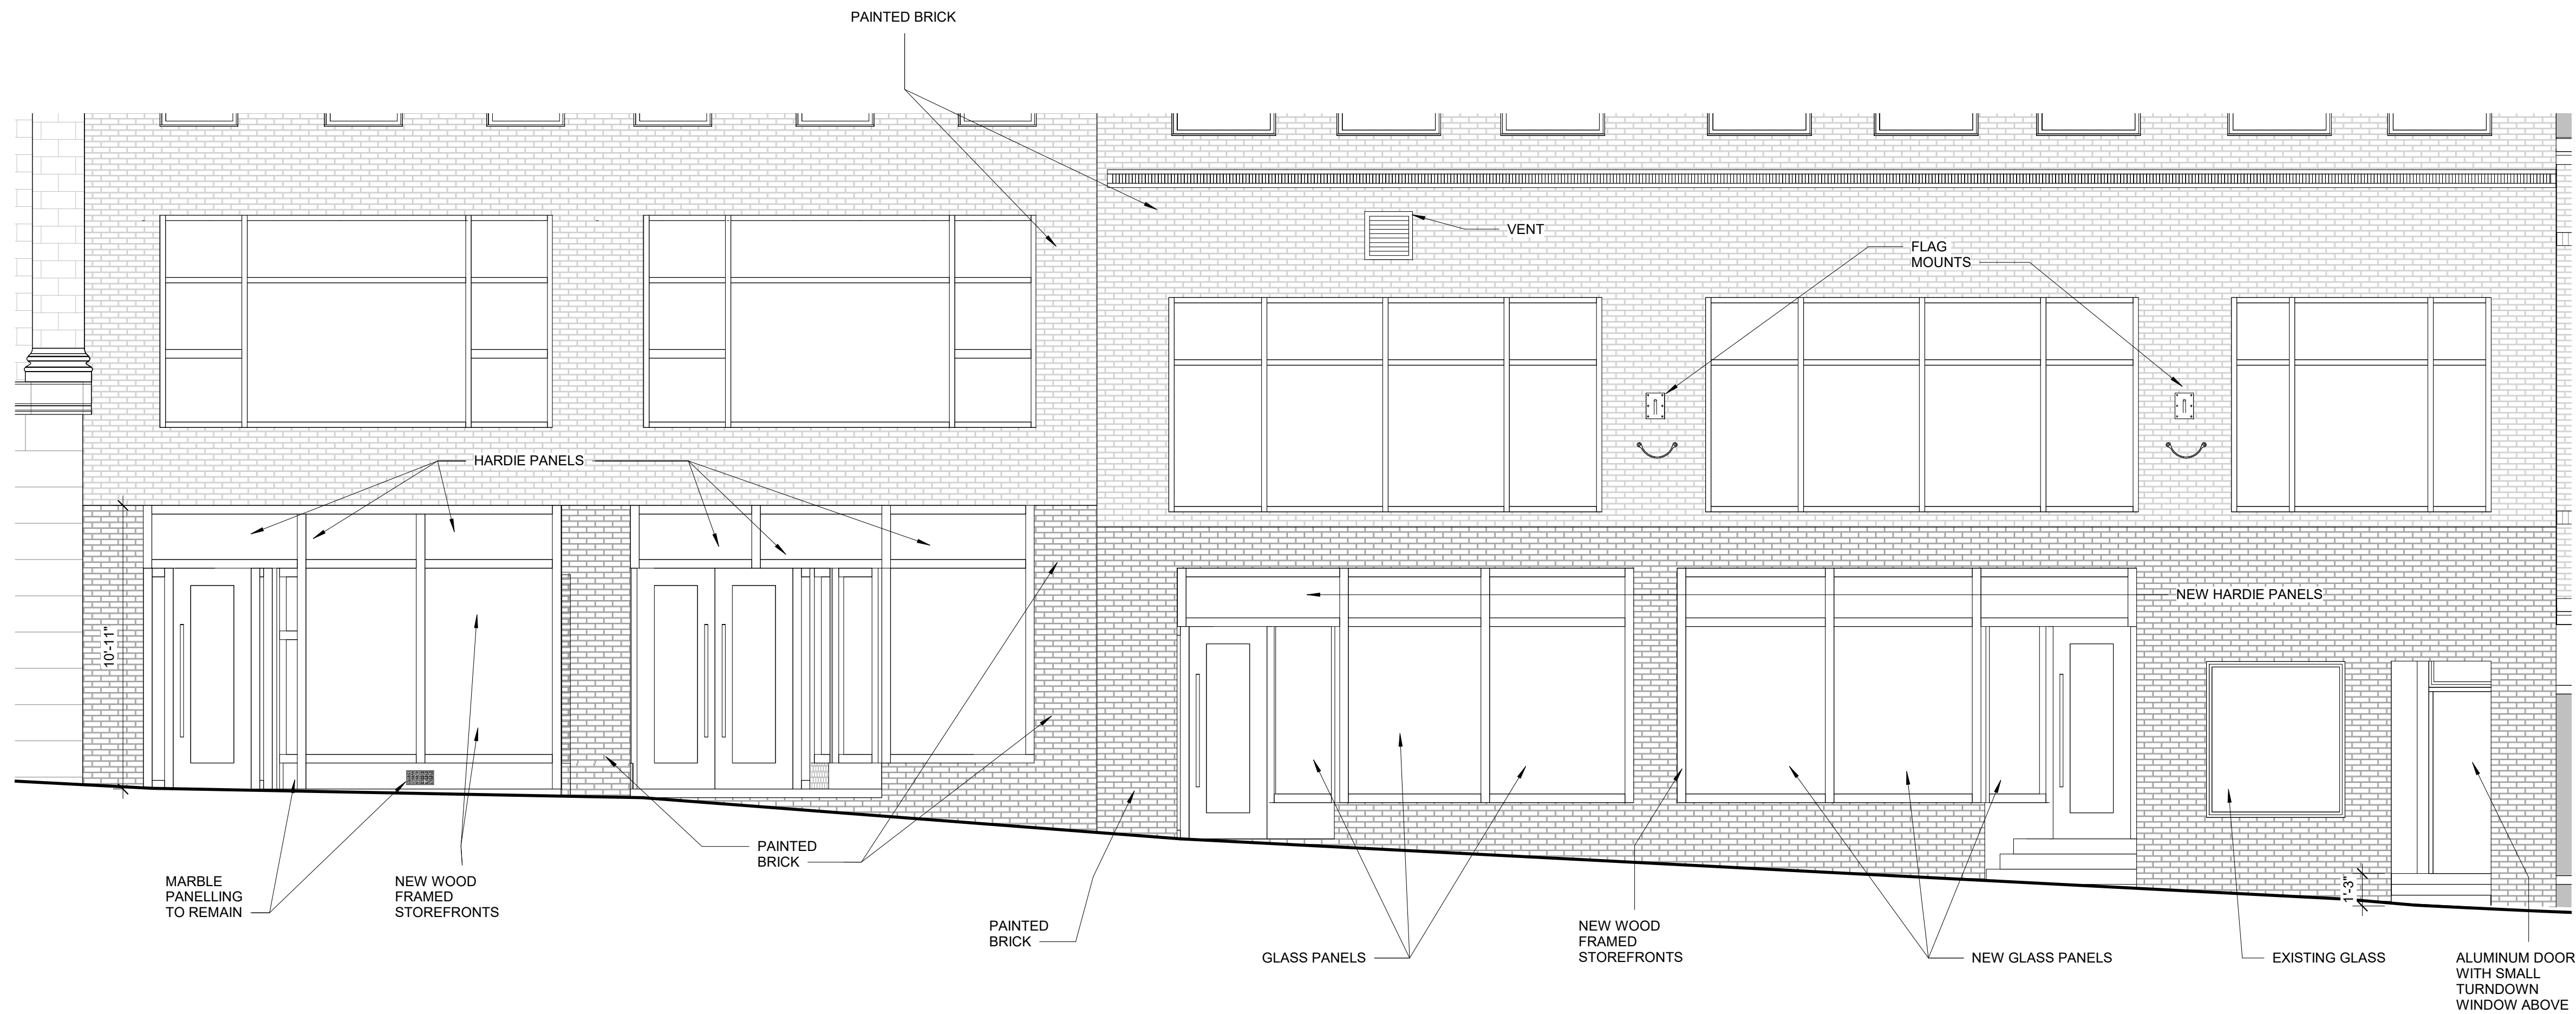 PAINTED BRICK
VENT
FLAG
MOUNTS
HARDIE PANELS
NEW HARDIE PANELS
10'-11"
PAINTED
BRICK
MARBLE
PANELLING
TO REMAIN
NEW WOOD
FRAMED
STOREFRONTS
1'-3"
PAINTED
BRICK
GLASS PANELS
NEW WOOD
FRAMED
STOREFRONTS
NEW GLASS PANELS
EXISTING GLASS
ALUMINUM DOOR
WITH SMALL
TURNDOWN
WINDOW ABOVE